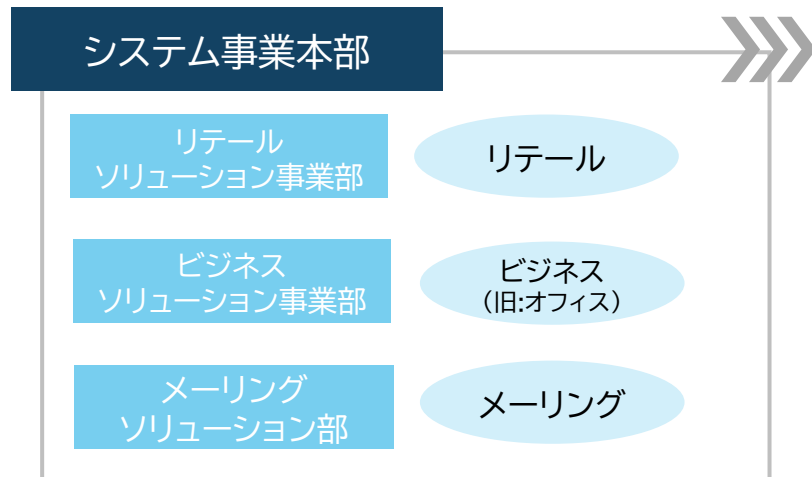 システム事業本部
リテール
ソリューション事業部
リテール
ビジネス
ソリューション事業部
ビジネス
（旧:オフィス）
メーリング
ソリューション部
メーリング